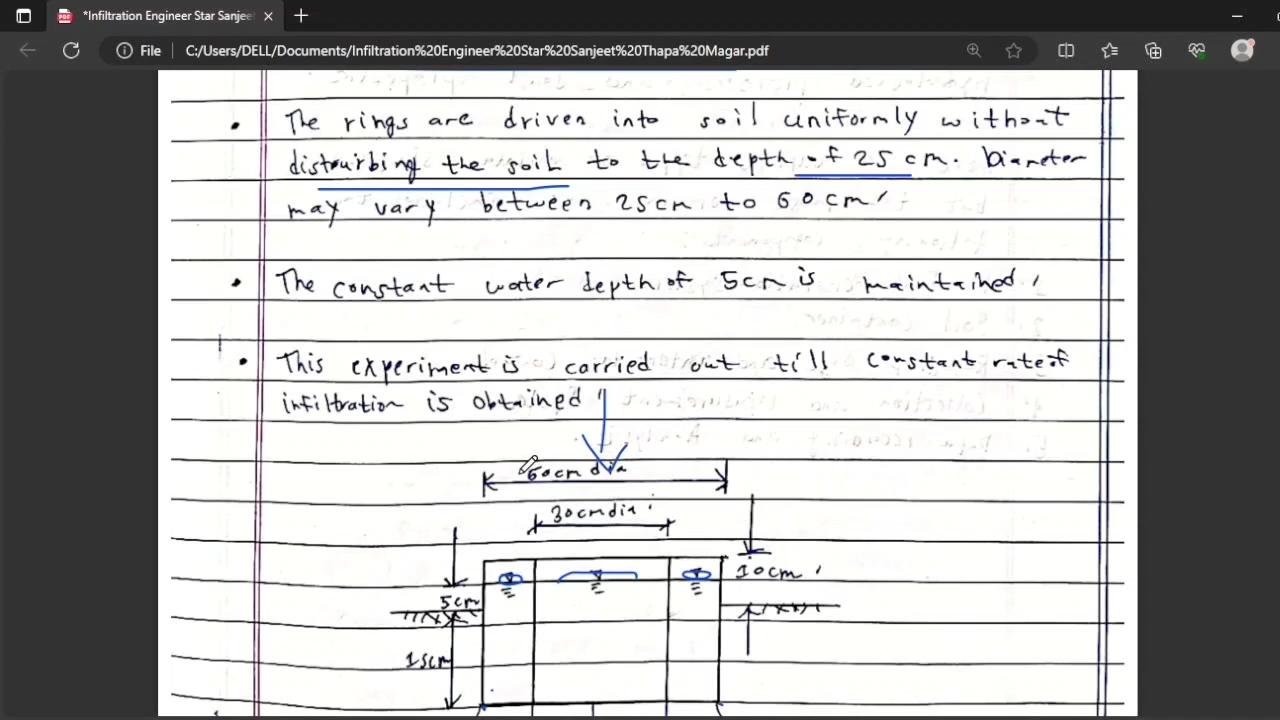 *Infiltration Engineer Star Sanjee
File
C:/Users/DELL/Documents/Infiltration%20Engineer%20Star%20Sanjeet%20Thapa%20Magar.pdf
• The rings are driven into soil uniformly without
disturbing the soil to the depth of 25 cm. Diameter
may vary between 25cm to 60cm,
• The constant water depth of 5cm is maintained,
• This experiment is carried out till constant rate of
infiltration is obtained,
60cm dia
30cm dia.
10cm,
5cm
15cm